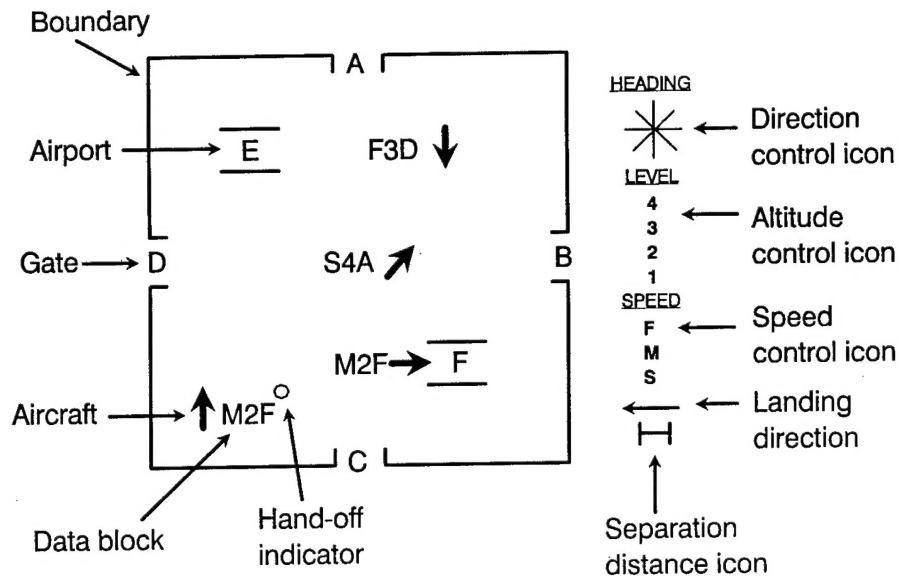 Boundary
A
HEADING
Airport
E
F3D
Direction
control icon
LEVEL
4
3
2
1
Altitude
control icon
Gate
D
S4A
B
SPEED
F
M
S
Speed
control icon
M2F
F
Aircraft
M2F
Landing
direction
C
Data block
Hand-off
indicator
Separation
distance icon